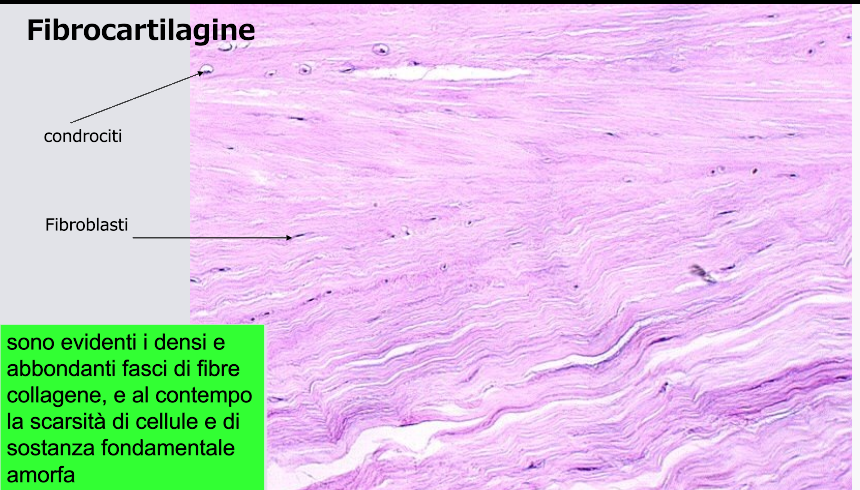 Fibrocartilagine
condrociti
Fibroblasti
sono evidenti i densi e
abbondanti fasci di fibre
collagene, e al contempo
la scarsità di cellule e di
sostanza fondamentale
amorfa